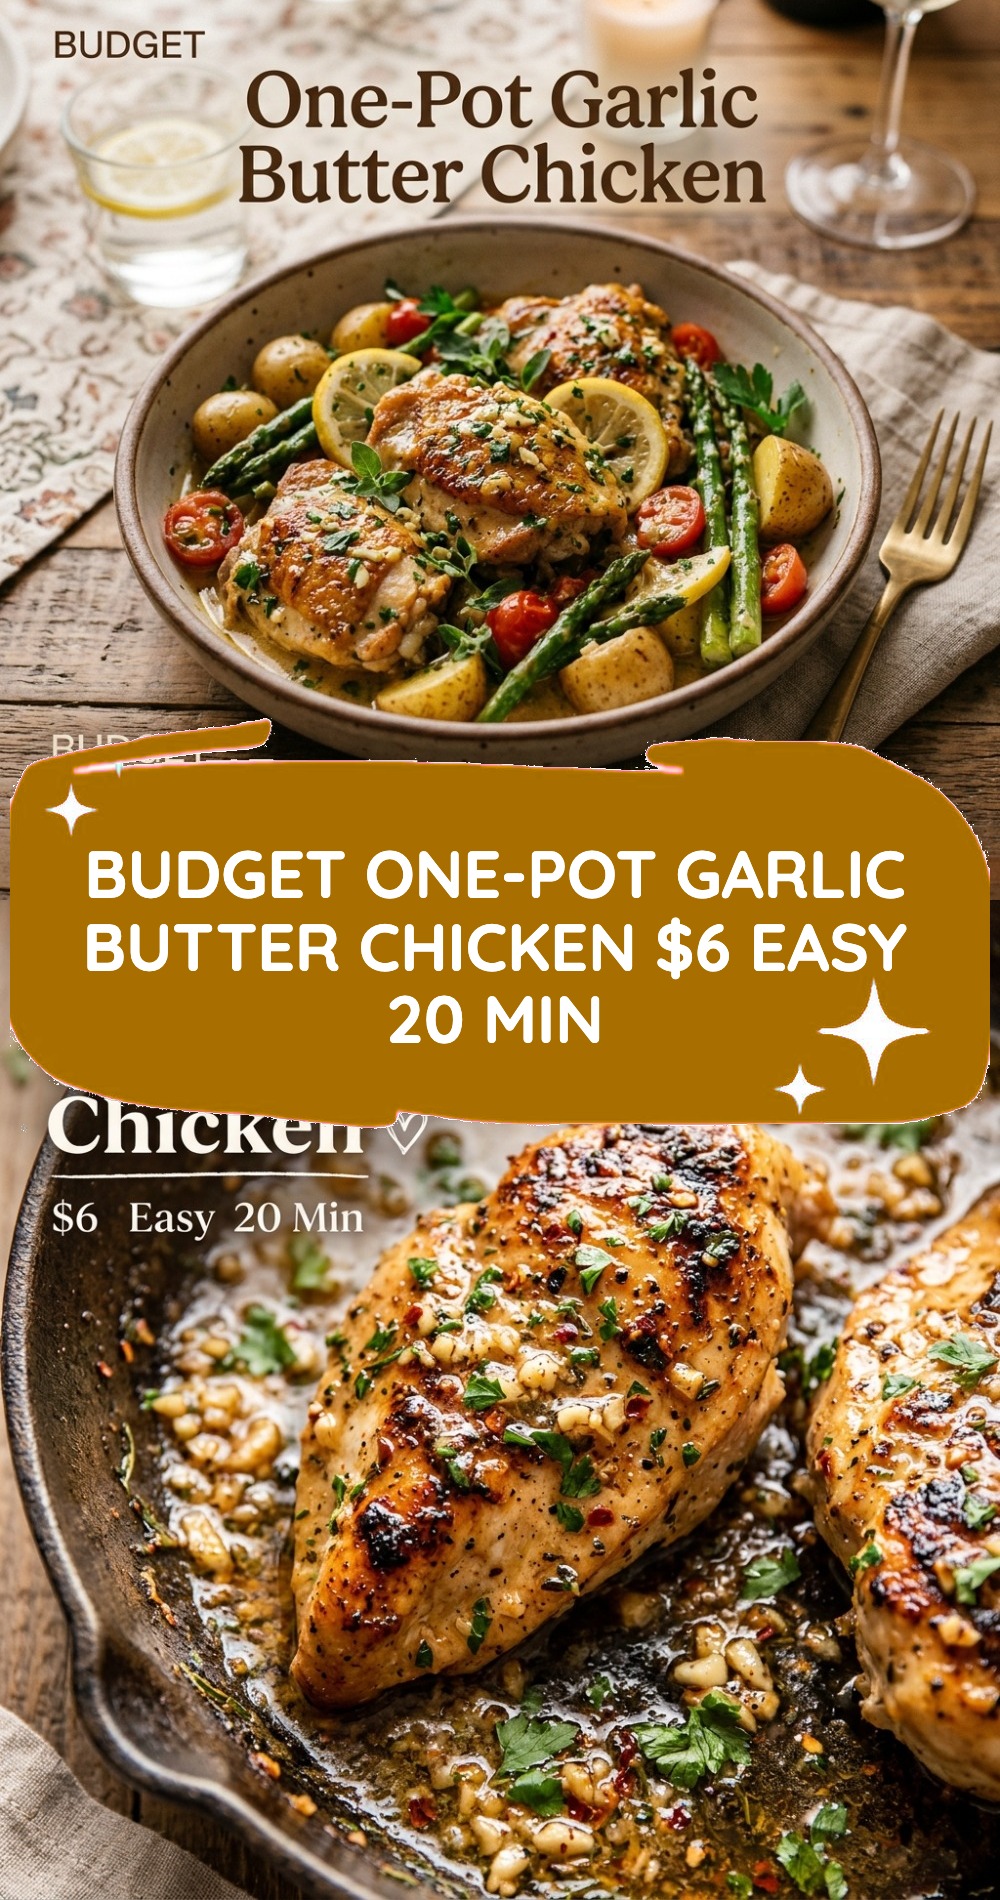 BUDGET
One-Pot Garlic
Butter Chicken
BUDGET ONE-POT GARLIC
BUTTER CHICKEN $6 EASY
20 MIN
Chicken
$6 Easy 20 Min